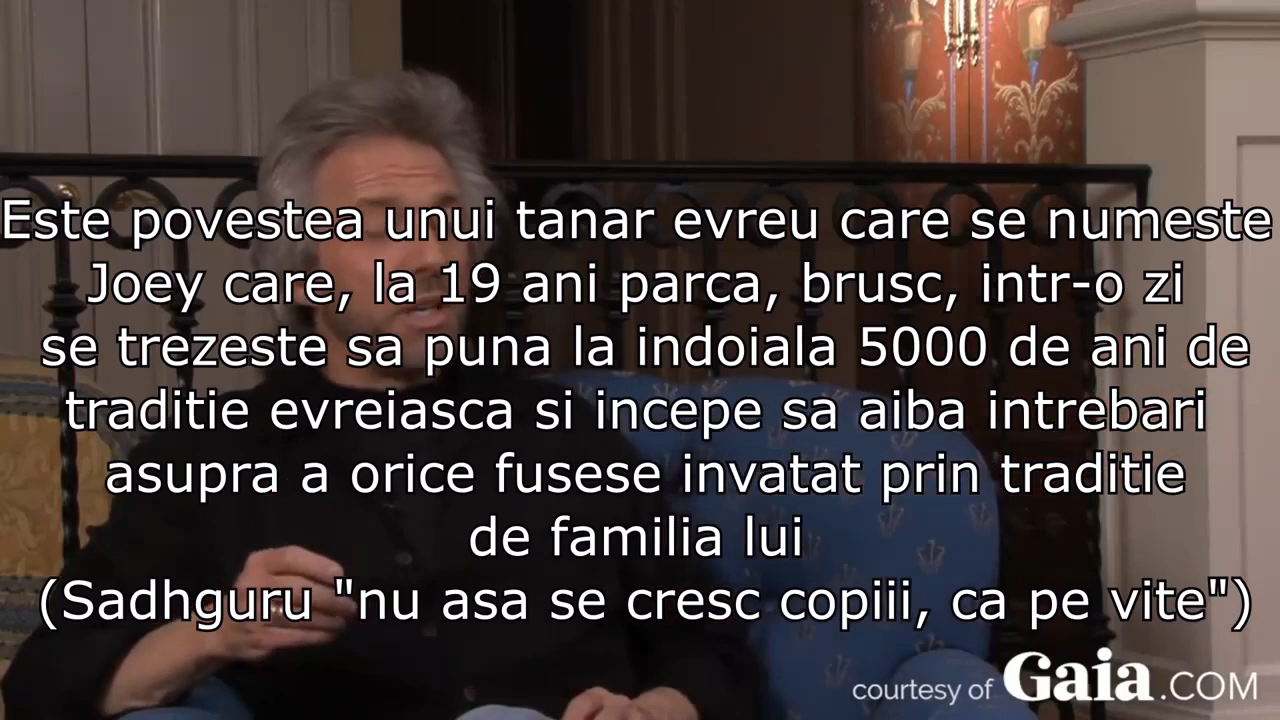 Este povestea unui tanar evreu care se numeste
Joey care, la 19 ani parca, brusc, intr-o zi
se trezeste sa puna la indoiala 5000 de ani de
traditie evreiasca si incepe sa aiba intrebari
asupra a orice fusese invatat prin traditie
de familia lui
(Sadhguru "nu asa se cresc copiii, ca pe vite")
courtesy of Gaia.COM